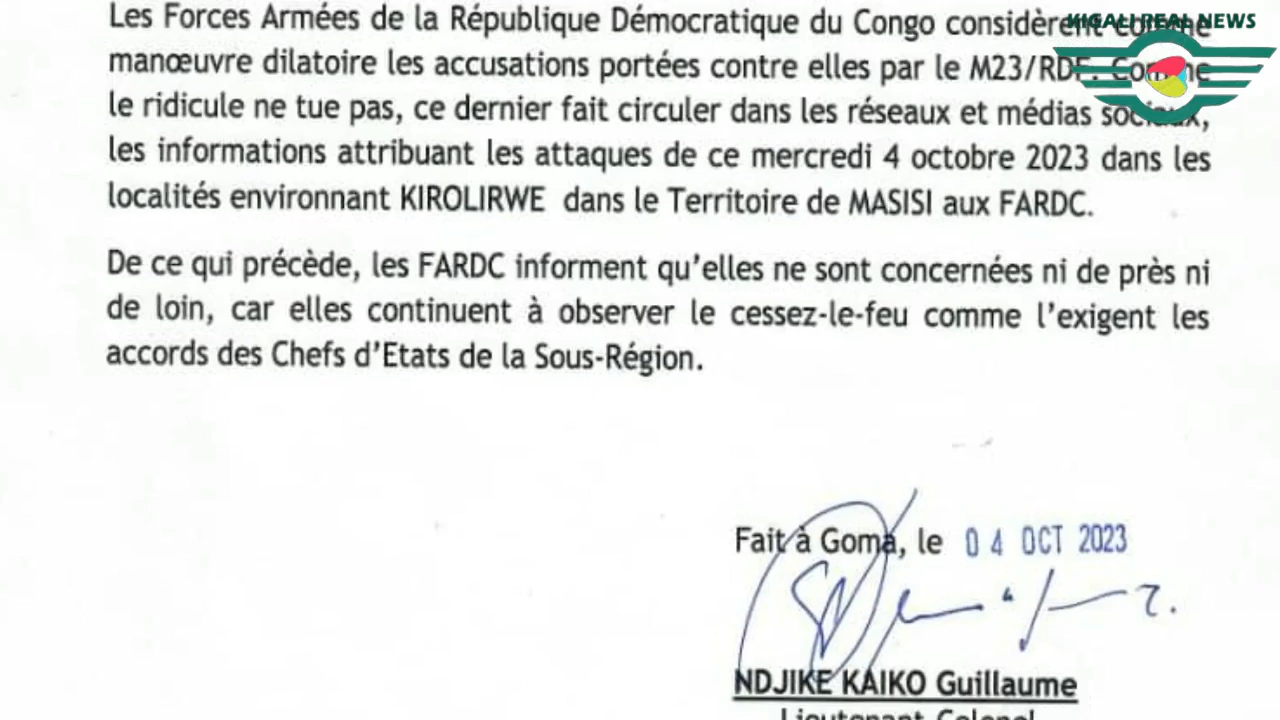 KIGALI REAL NEWS
Les Forces Armées de la République Démocratique du Congo considèrent comme
manœuvre dilatoire les accusations portées contre elles par le M23/RDF. Comme
le ridicule ne tue pas, ce dernier fait circuler dans les réseaux et médias sociaux,
les informations attribuant les attaques de ce mercredi 4 octobre 2023 dans les
localités environnant KIROLIRWE dans le Territoire de MASISI aux FARDC.
De ce qui précède, les FARDC informent qu’elles ne sont concernées ni de près ni
de loin, car elles continuent à observer le cessez-le-feu comme l’exigent les
accords des Chefs d’Etats de la Sous-Région.
Fait à Goma, le 04 OCT 2023
NDJIKE KAIKO Guillaume
Lieutenant Colonel